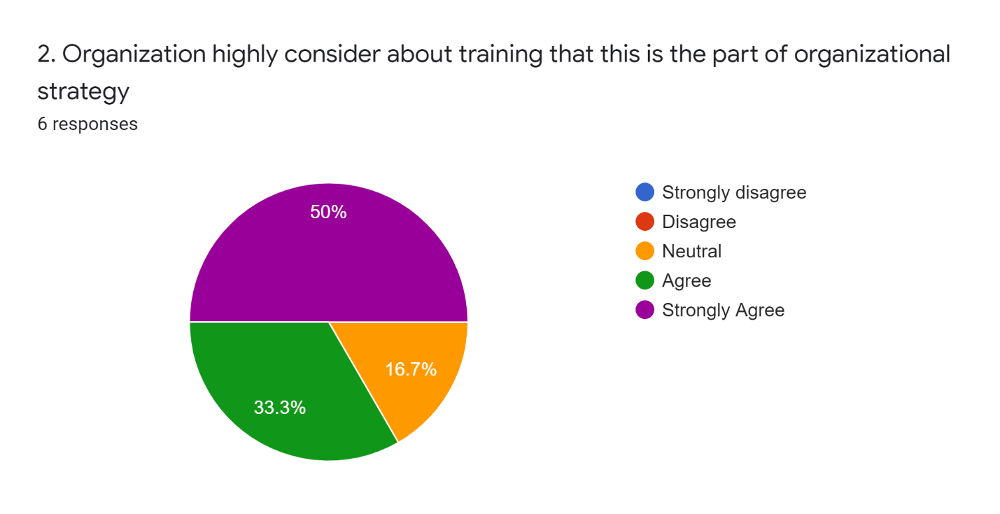 2. Organization highly consider about training that this is the part of organizational
strategy
6 responses
50%
16.7%
33.3%
Strongly disagree
Disagree
Neutral
Agree
Strongly Agree